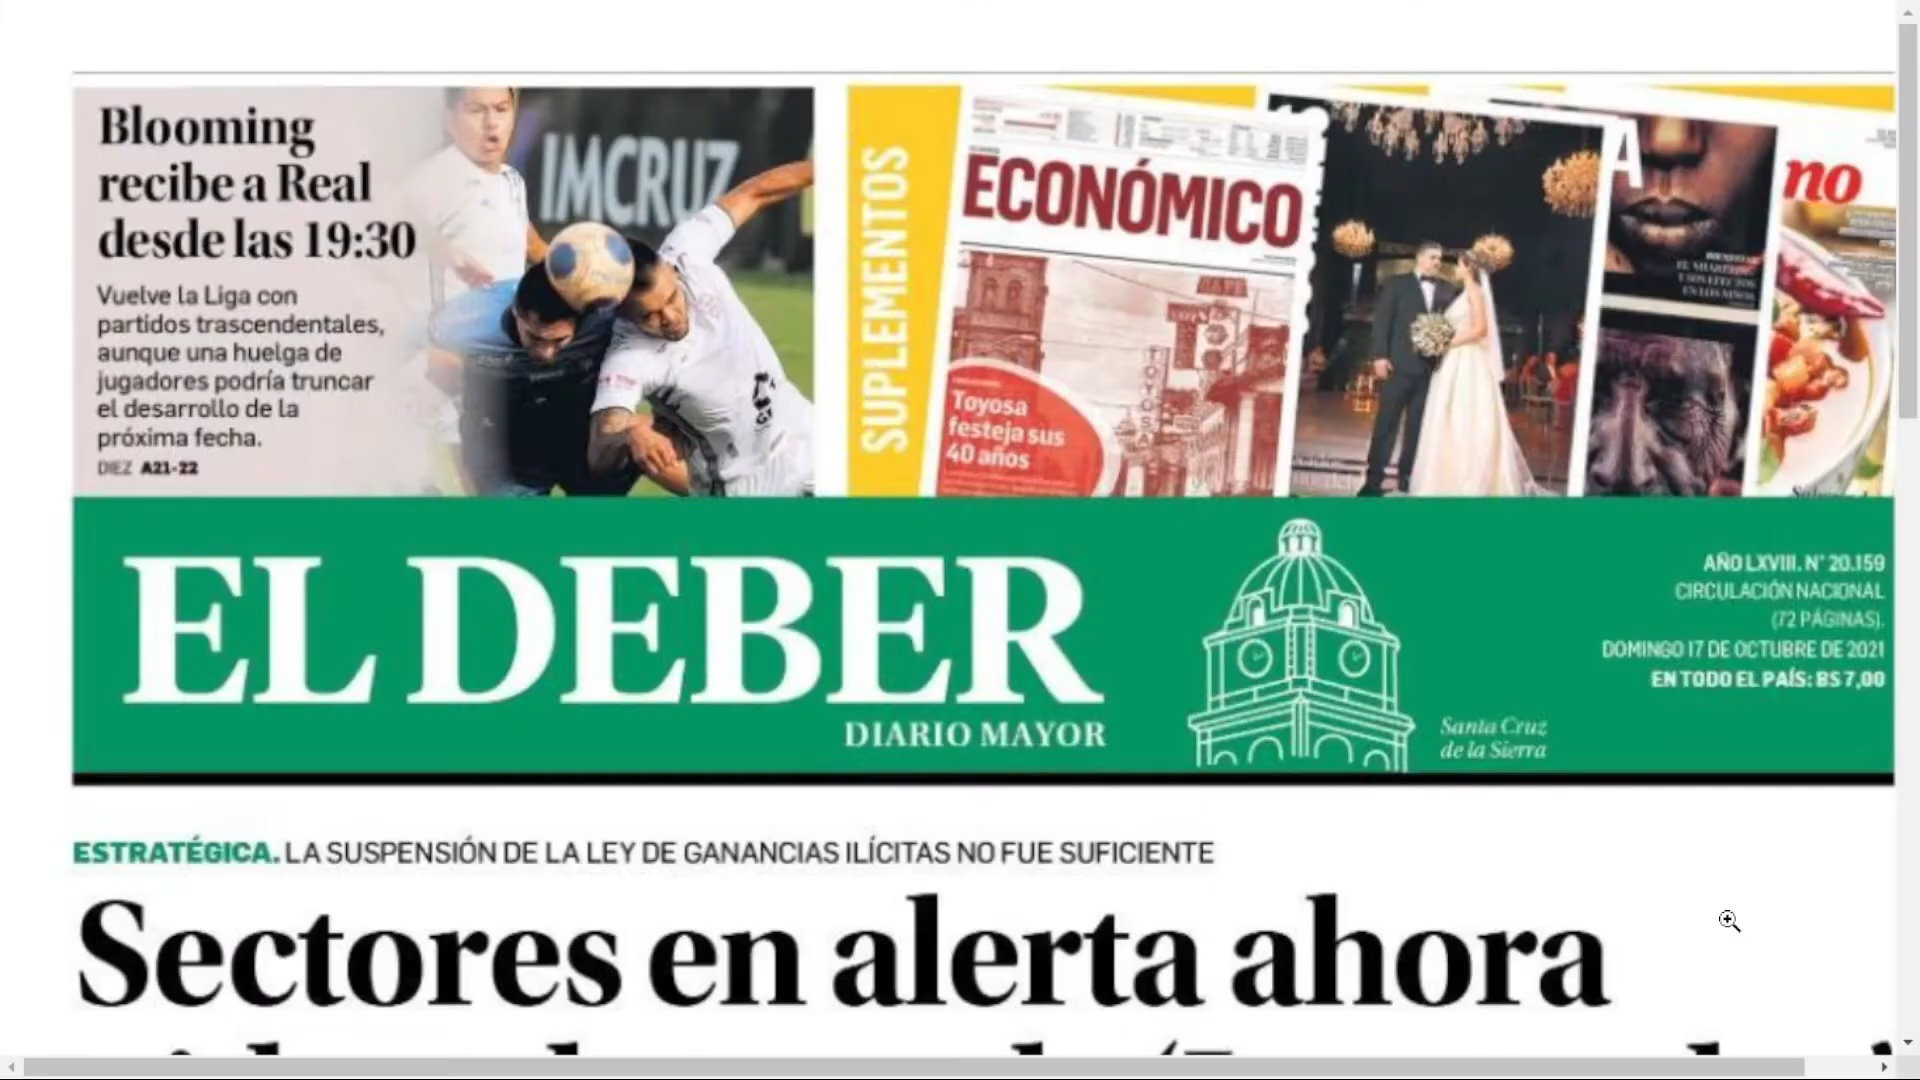 Blooming
recibe a Real
desde las 19:30
Vuelve la Liga con
partidos trascendentales,
aunque una huelga de
jugadores podría truncar
el desarrollo de la
próxima fecha.
DIEZ A21-22
IMCRUZ
SUPLEMENTOS
ECONÓMICO
Toyosa
festeja sus
40 años
TOYOSA
A
no
EL DEBER
DIARIO MAYOR
Santa Cruz
de la Sierra
AÑO LXVIII. N° 20.159
CIRCULACIÓN NACIONAL
(72 PÁGINAS).
DOMINGO 17 DE OCTUBRE DE 2021
EN TODO EL PAÍS: BS 7,00
ESTRATÉGICA. LA SUSPENSIÓN DE LA LEY DE GANANCIAS ILÍCITAS NO FUE SUFICIENTE
Sectores en alerta ahora